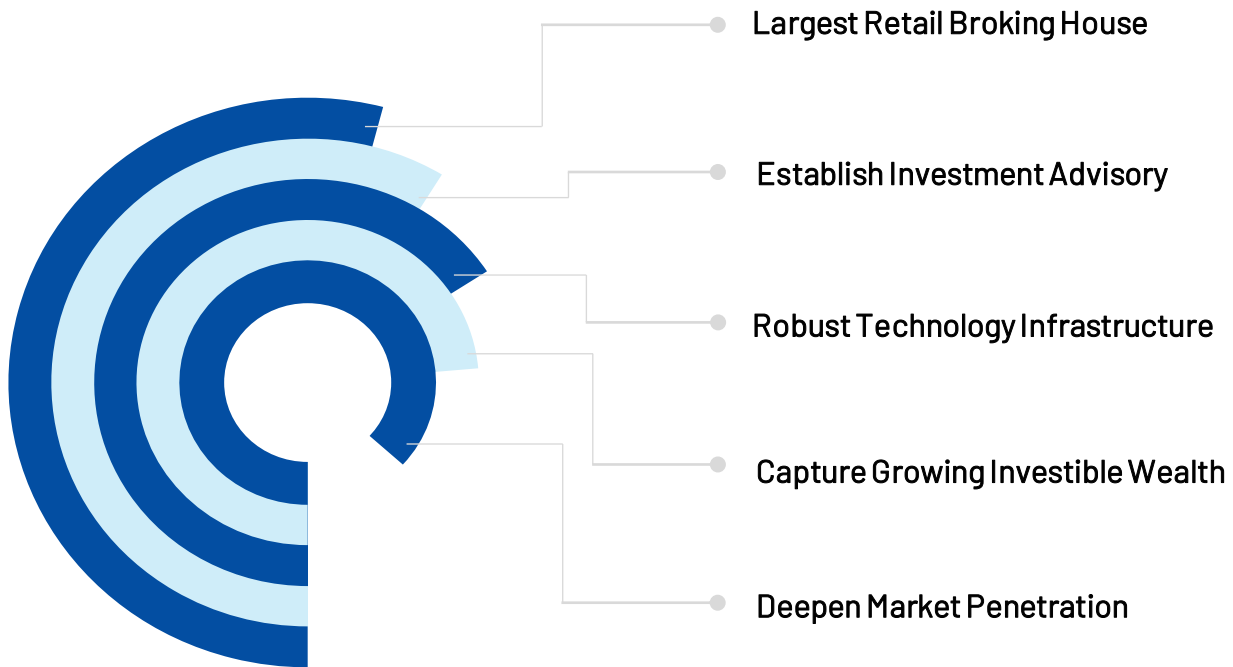 Largest Retail Broking House
Establish Investment Advisory
Robust Technology Infrastructure
Capture Growing Investible Wealth
Deepen Market Penetration